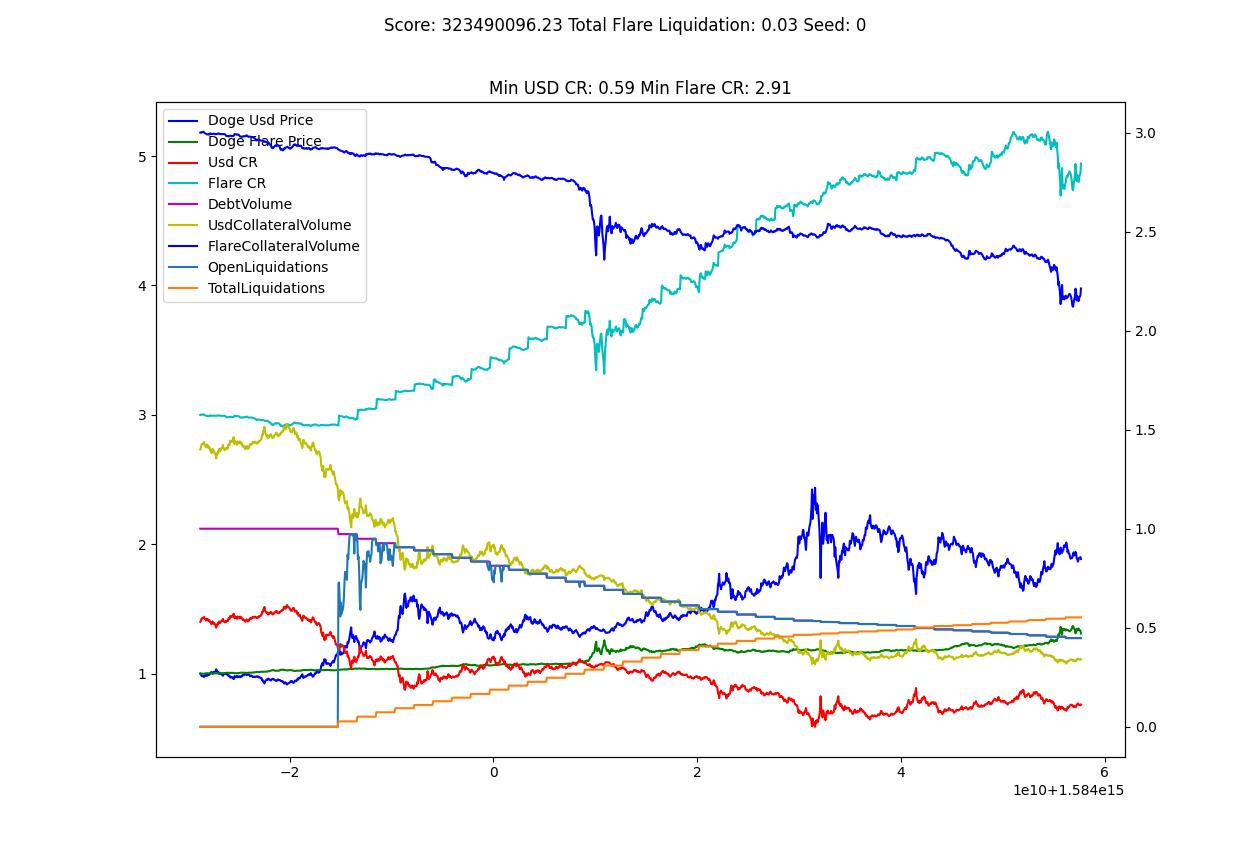 Score: 323490096.23 Total Flare Liquidation: 0.03 Seed: 0
Min USD CR: 0.59 Min Flare CR: 2.91
Doge Usd Price
Doge Flare Price
Usd CR
Flare CR
DebtVolume
UsdCollateralVolume
FlareCollateralVolume
OpenLiquidations
TotalLiquidations
5
4
3
2
1
3.0
2.5
2.0
1.5
1.0
0.5
0.0
−2
0
2
4
6
1e10+1.584e15